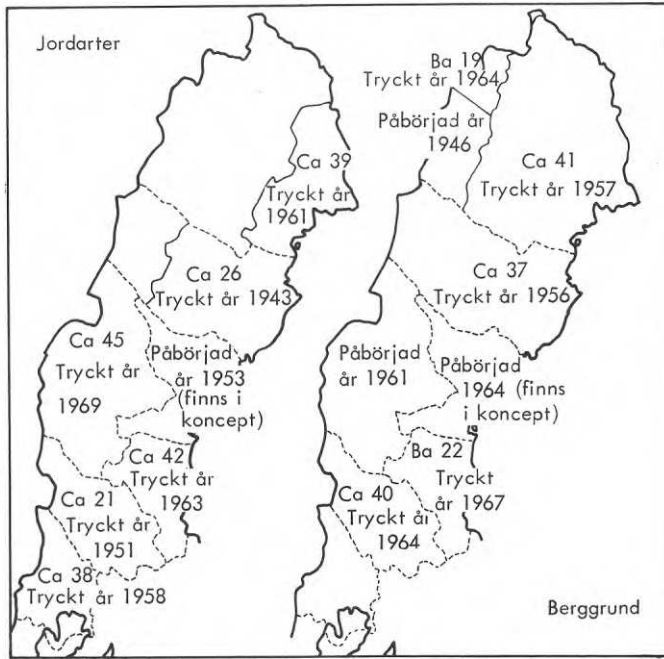 Jordarter
Ca 39
Tryckt år
1961
Ca 26
Tryckt år 1943
Ca 45
Tryckt år
1969
Påbörjad
år 1953
(finns i
koncept)
Ca 42
Tryckt år
1963
Ca 21
Tryckt år
1951
Ca 38
Tryckt år 1958
Ba 19
Tryckt år 1964
Påbörjad år
1946
Ca 41
Tryckt år 1957
Ca 37
Tryckt år 1956
Påbörjad
år 1961
Påbörjad
1964 (finns
i koncept)
Ba 22
Tryckt
år 1967
Ca 40
Tryckt år
1964
Berggrund